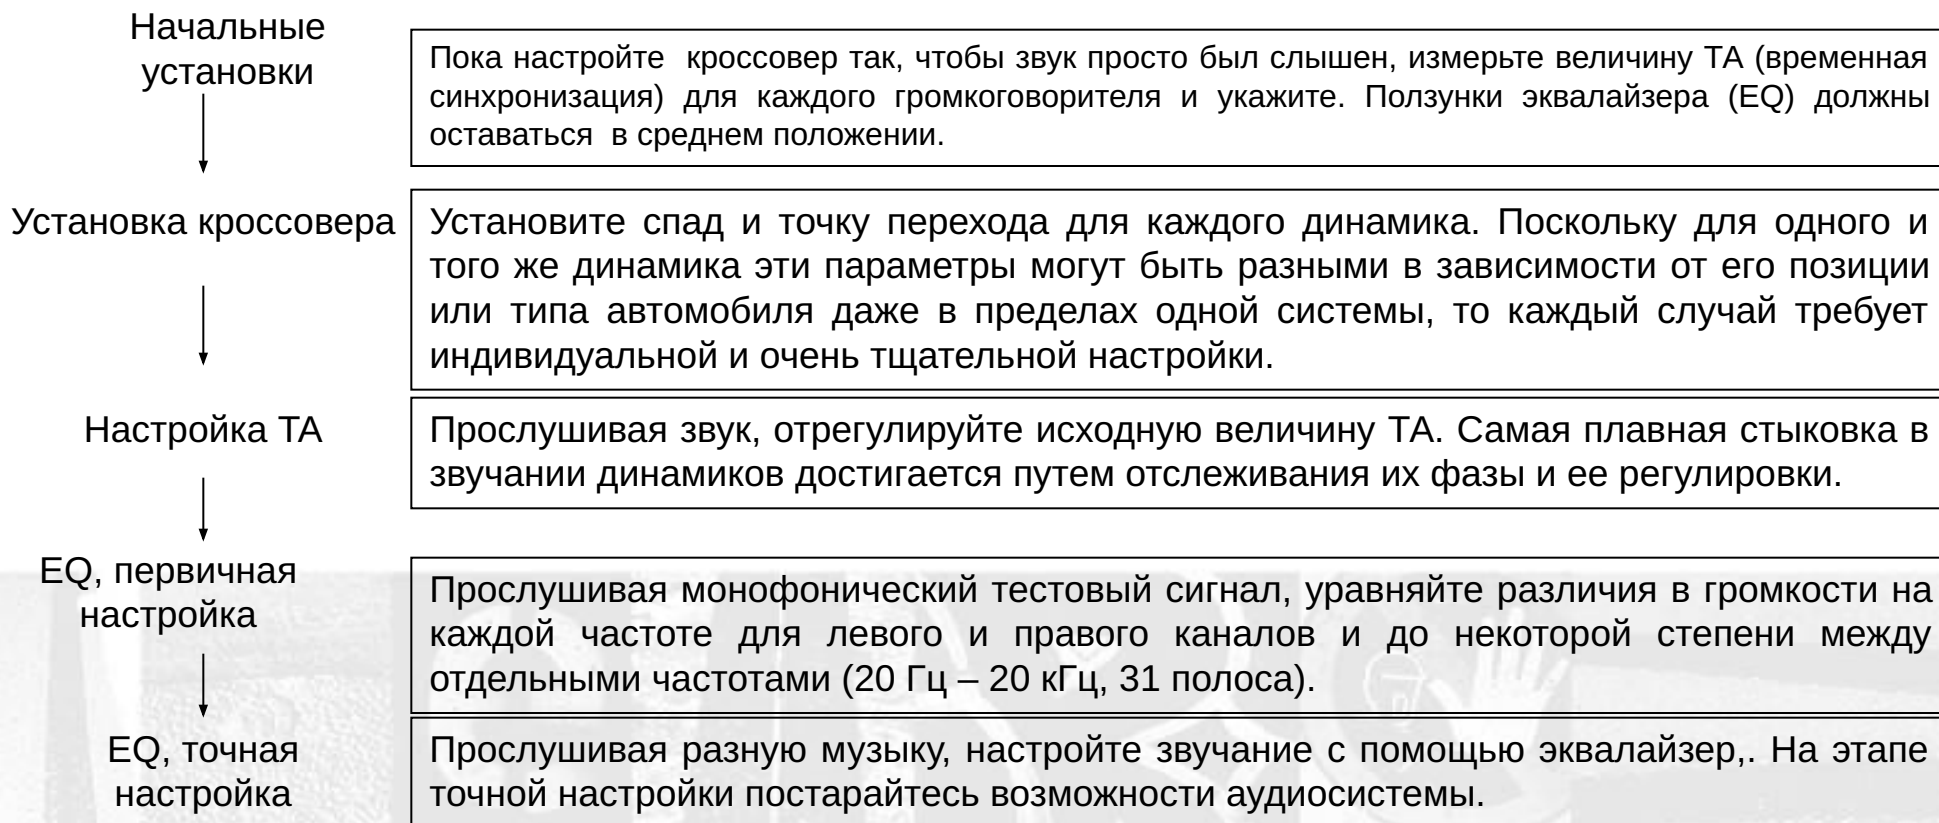 Начальные
установки
Пока настройте кроссовер так, чтобы звук просто был слышен, измерьте величину ТА (временная
синхронизация) для каждого громкоговорителя и укажите. Ползунки эквалайзера (EQ) должны
оставаться в среднем положении.
Установка кроссовера
Установите спад и точку перехода для каждого динамика. Поскольку для одного и
того же динамика эти параметры могут быть разными в зависимости от его позиции
или типа автомобиля даже в пределах одной системы, то каждый случай требует
индивидуальной и очень тщательной настройки.
Настройка ТА
Прослушивая звук, отрегулируйте исходную величину ТА. Самая плавная стыковка в
звучании динамиков достигается путем отслеживания их фазы и ее регулировки.
EQ, первичная
настройка
Прослушивая монофонический тестовый сигнал, уравняйте различия в громкости на
каждой частоте для левого и правого каналов и до некоторой степени между
отдельными частотами (20 Гц – 20 кГц, 31 полоса).
EQ, точная
настройка
Прослушивая разную музыку, настройте звучание с помощью эквалайзер,. На этапе
точной настройки постарайтесь возможности аудиосистемы.